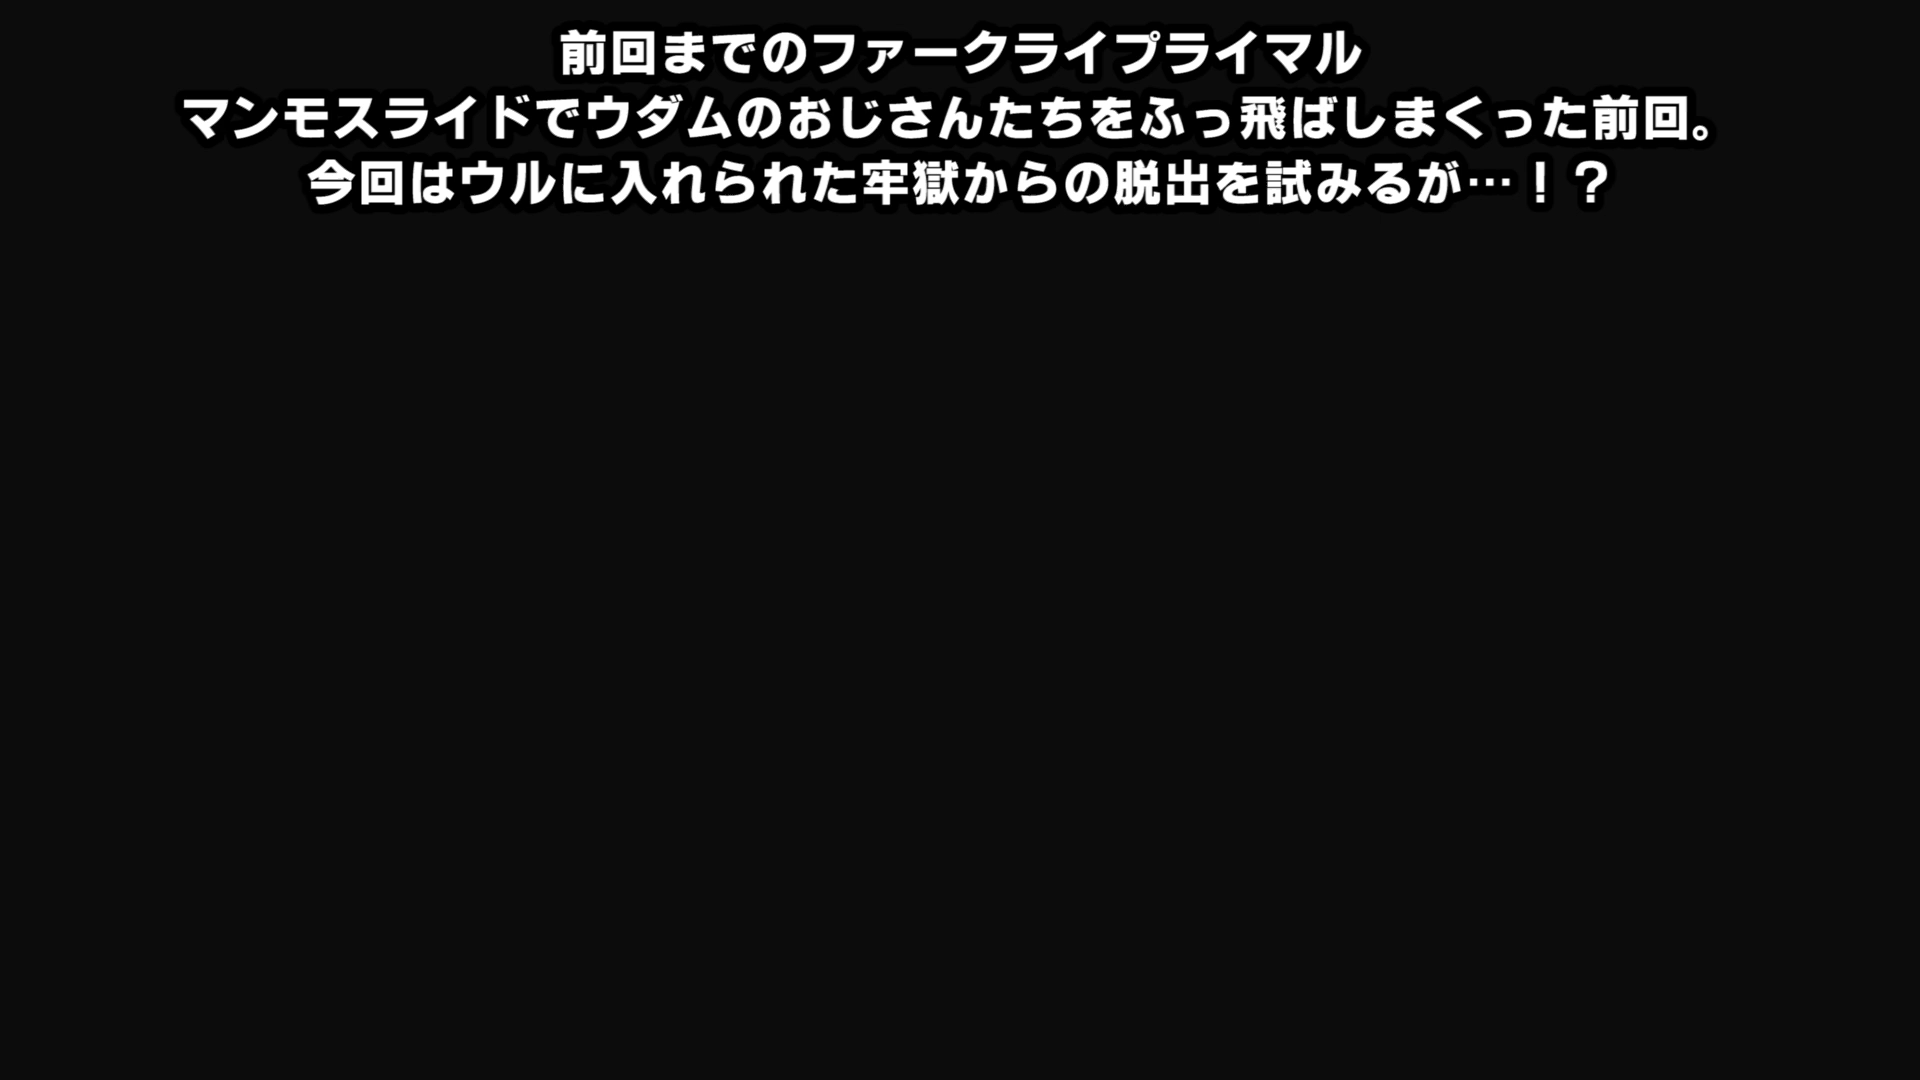 前回までのファークライプライマル
マンモスライドでウダムのおじさんたちをふっ飛ばしまくった前回。
今回はウルに入れられた牢獄からの脱出を試みるが…！？